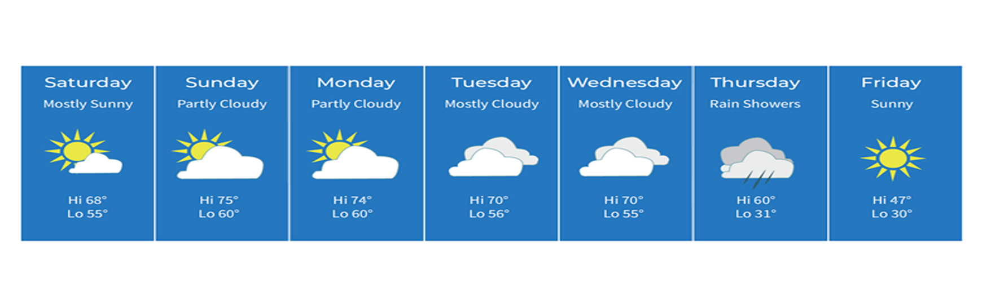 Saturday
Mostly Sunny
Hi 68°
Lo 55°
Sunday
Partly Cloudy
Hi 75°
Lo 60°
Monday
Partly Cloudy
Hi 74°
Lo 60°
Tuesday
Mostly Cloudy
Hi 70°
Lo 56°
Wednesday
Mostly Cloudy
Hi 70°
Lo 55°
Thursday
Rain Showers
Hi 60°
Lo 31°
Friday
Sunny
Hi 47°
Lo 30°